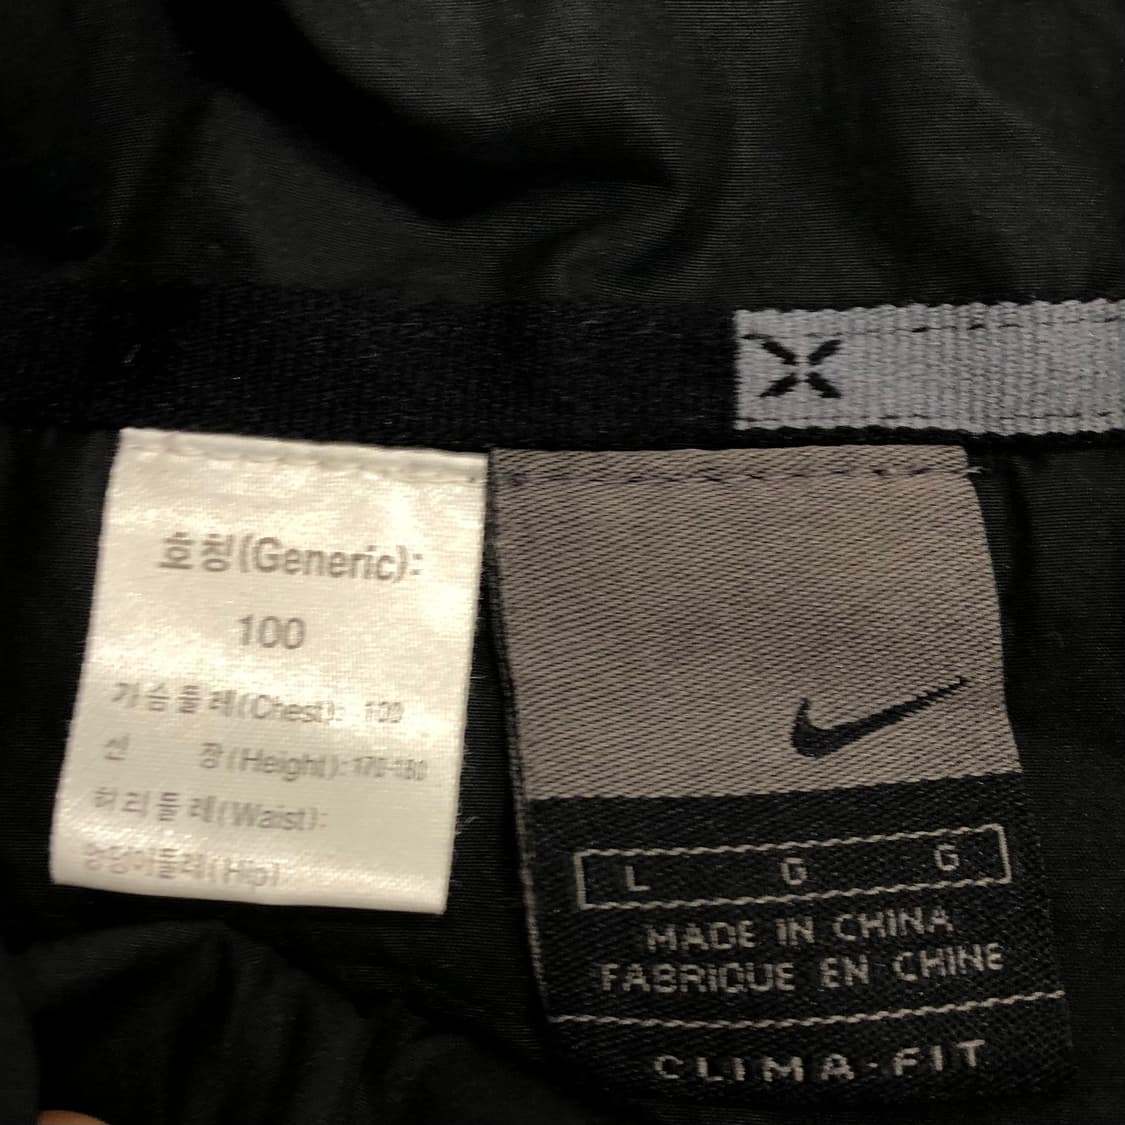 호칭(Generic):
100
가슴둘레(Chest): 100
신 장(Height): 170-180
허리둘레(Waist):
엉덩이둘레(Hip):
L G G
MADE IN CHINA
FABRIQUE EN CHINE
CLIMA-FIT